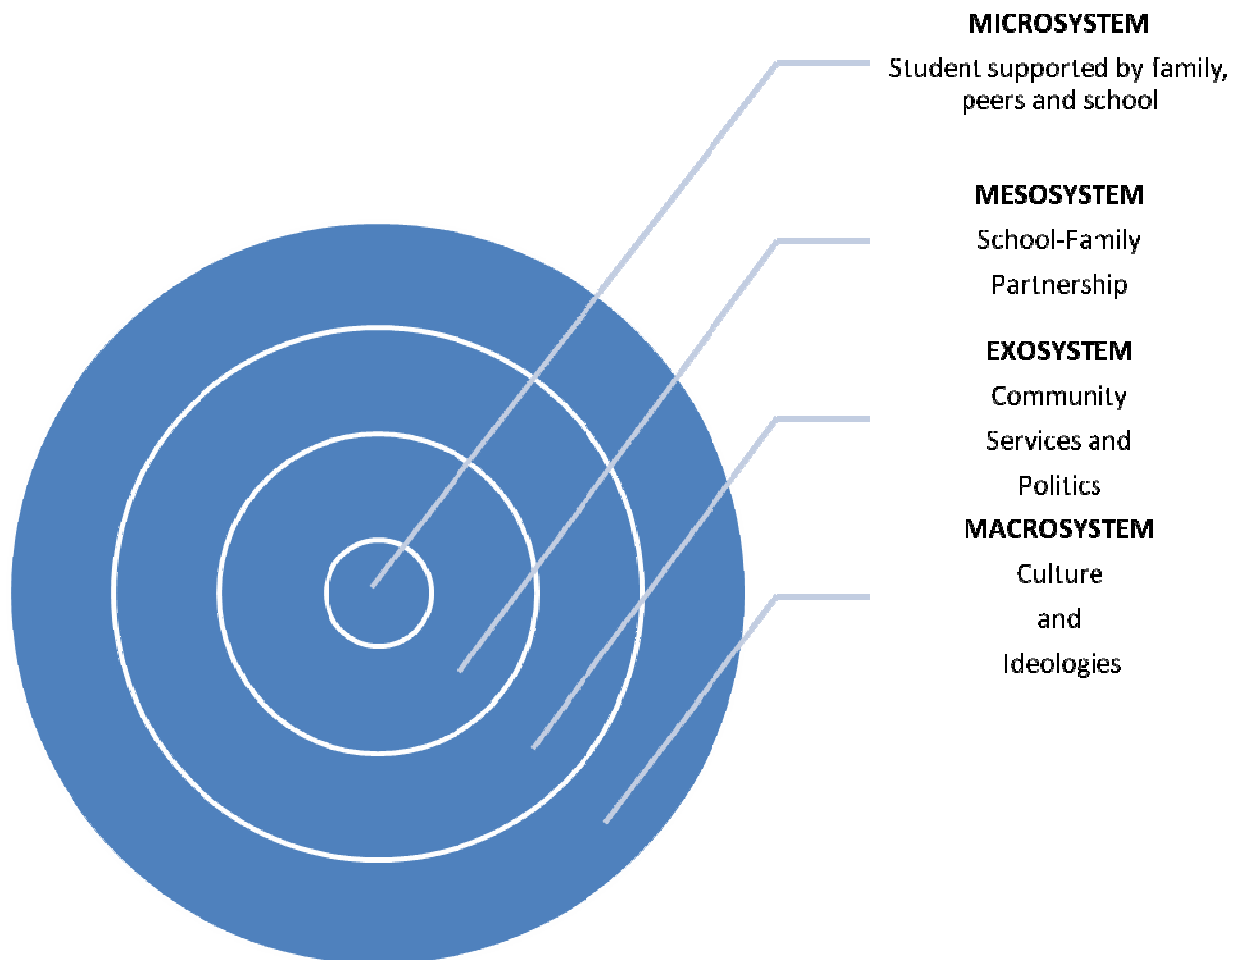 MICROSYSTEM
Student supported by family,
peers and school
MESOSYSTEM
School-Family
Partnership
EXOSYSTEM
Community
Services and
Politics
MACROSYSTEM
Culture
and
Ideologies